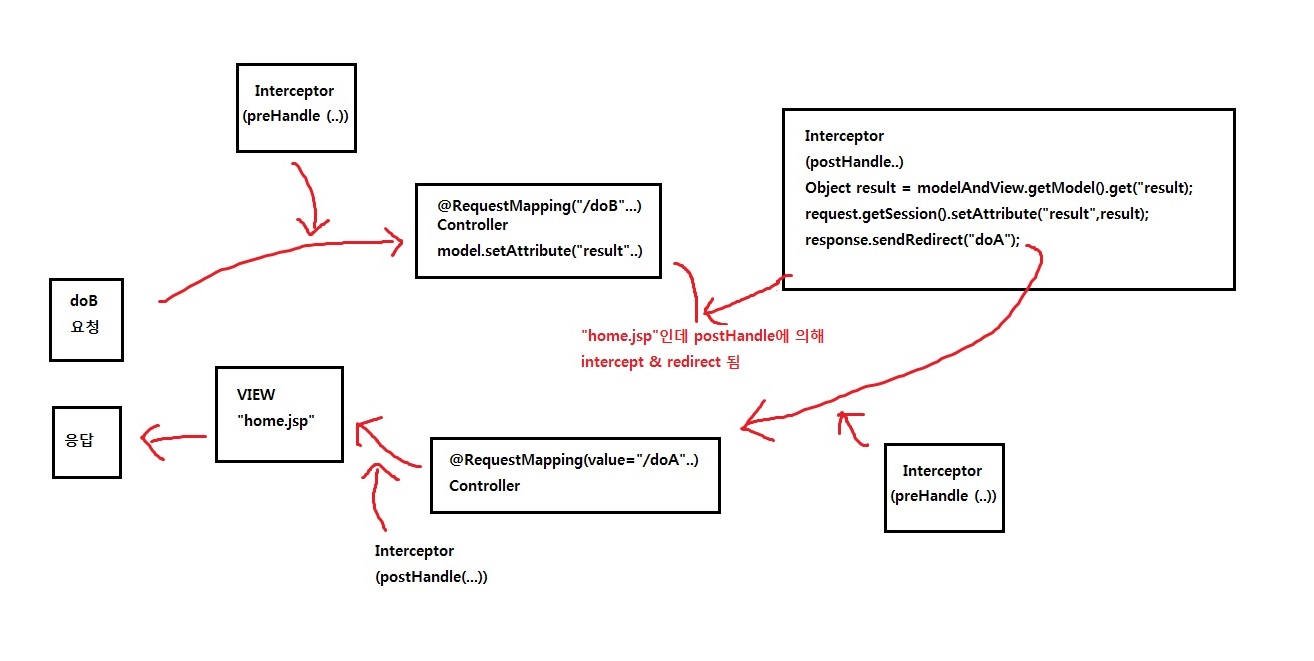 Interceptor
(preHandle (..))
Interceptor
(postHandle..)
Object result = modelAndView.getModel().get("result);
request.getSession().setAttribute("result",result);
response.sendRedirect("doA");
@RequestMapping("/doB"...)
Controller
model.setAttribute("result"..)
doB
요청
"home.jsp"인데 postHandle에 의해
intercept & redirect 됨
VIEW
"home.jsp"
응답
@RequestMapping(value="/doA"..)
Controller
Interceptor
(preHandle (..))
Interceptor
(postHandle(...))